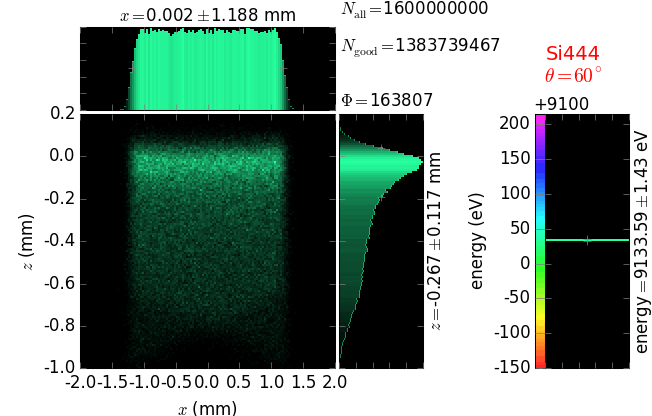 x=0.002 ±1.188 mm
N_all=1600000000
N_good=1383739467
Φ=163807
Si444
θ=60°
+9100
0.2
0.0
-0.2
-0.4
-0.6
-0.8
-1.0
z (mm)
-2.0 -1.5 -1.0 -0.5 0.0 0.5 1.0 1.5 2.0
x (mm)
z=-0.267 ±0.117 mm
200
150
100
50
0
-50
-100
-150
energy (eV)
energy=9133.59 ±1.43 eV